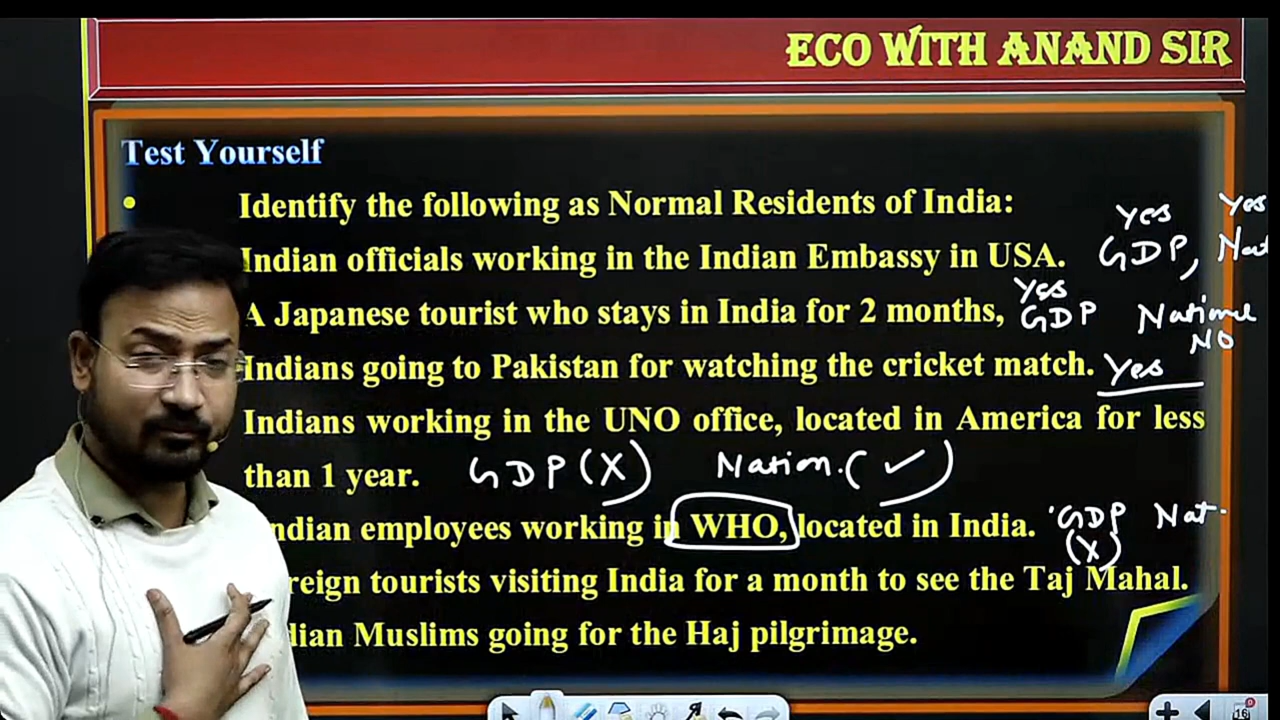 ECO WITH ANAND SIR
Test Yourself
• Identify the following as Normal Residents of India:
Yes Yes
Indian officials working in the Indian Embassy in USA. GDP, Nat
Yes
A Japanese tourist who stays in India for 2 months, GDP National
NO
Indians going to Pakistan for watching the cricket match. Yes
Indians working in the UNO office, located in America for less
than 1 year. GDP (X) Nation. (✓)
ndian employees working in WHO, located in India. GDP Nat.
(X)
reign tourists visiting India for a month to see the Taj Mahal.
dian Muslims going for the Haj pilgrimage.
16